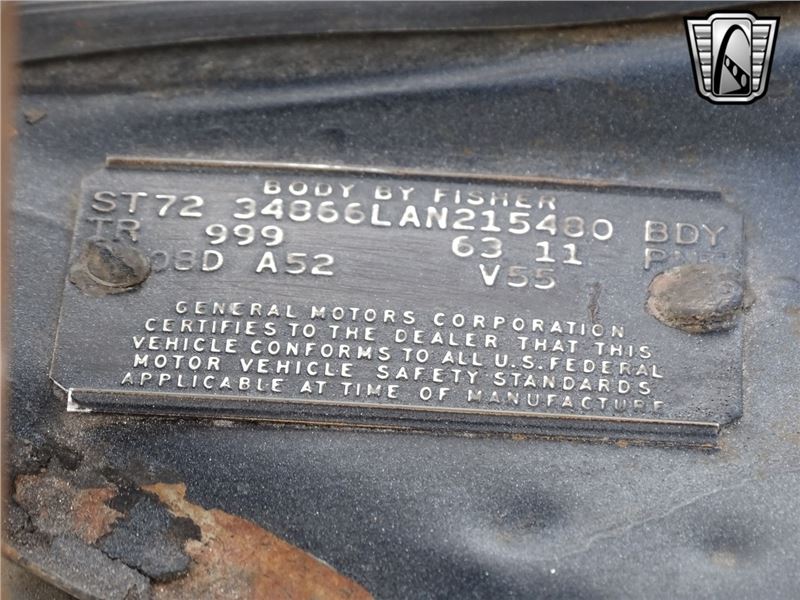 BODY BY FISHER
ST72 34866LAN215480 BDY
TR 999 63 11
08D A52 V55
GENERAL MOTORS CORPORATION
CERTIFIES TO THE DEALER THAT THIS
VEHICLE CONFORMS TO ALL U.S. FEDERAL
MOTOR VEHICLE SAFETY STANDARDS
APPLICABLE AT TIME OF MANUFACTURE